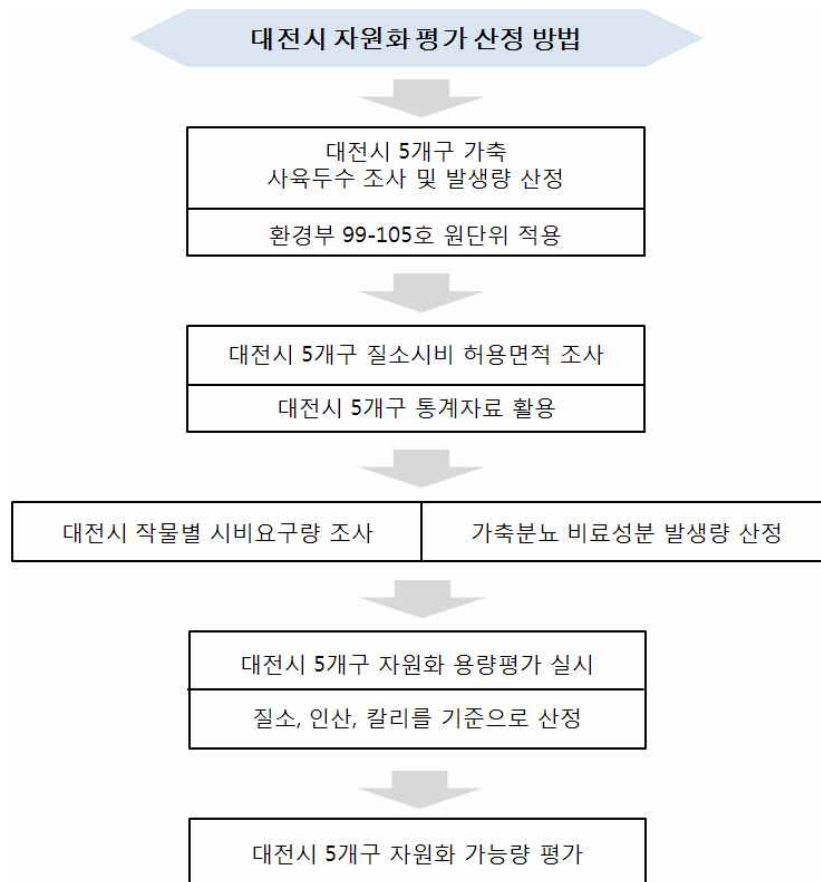 대전시 자원화 평가 산정 방법
대전시 5개구 가축
사육두수 조사 및 발생량 산정
환경부 99-105호 원단위 적용
대전시 5개구 질소시비 허용면적 조사
대전시 5개구 통계자료 활용
대전시 작물별 시비요구량 조사
가축분뇨 비료성분 발생량 산정
대전시 5개구 자원화 용량평가 실시
질소, 인산, 칼리를 기준으로 산정
대전시 5개구 자원화 가능량 평가